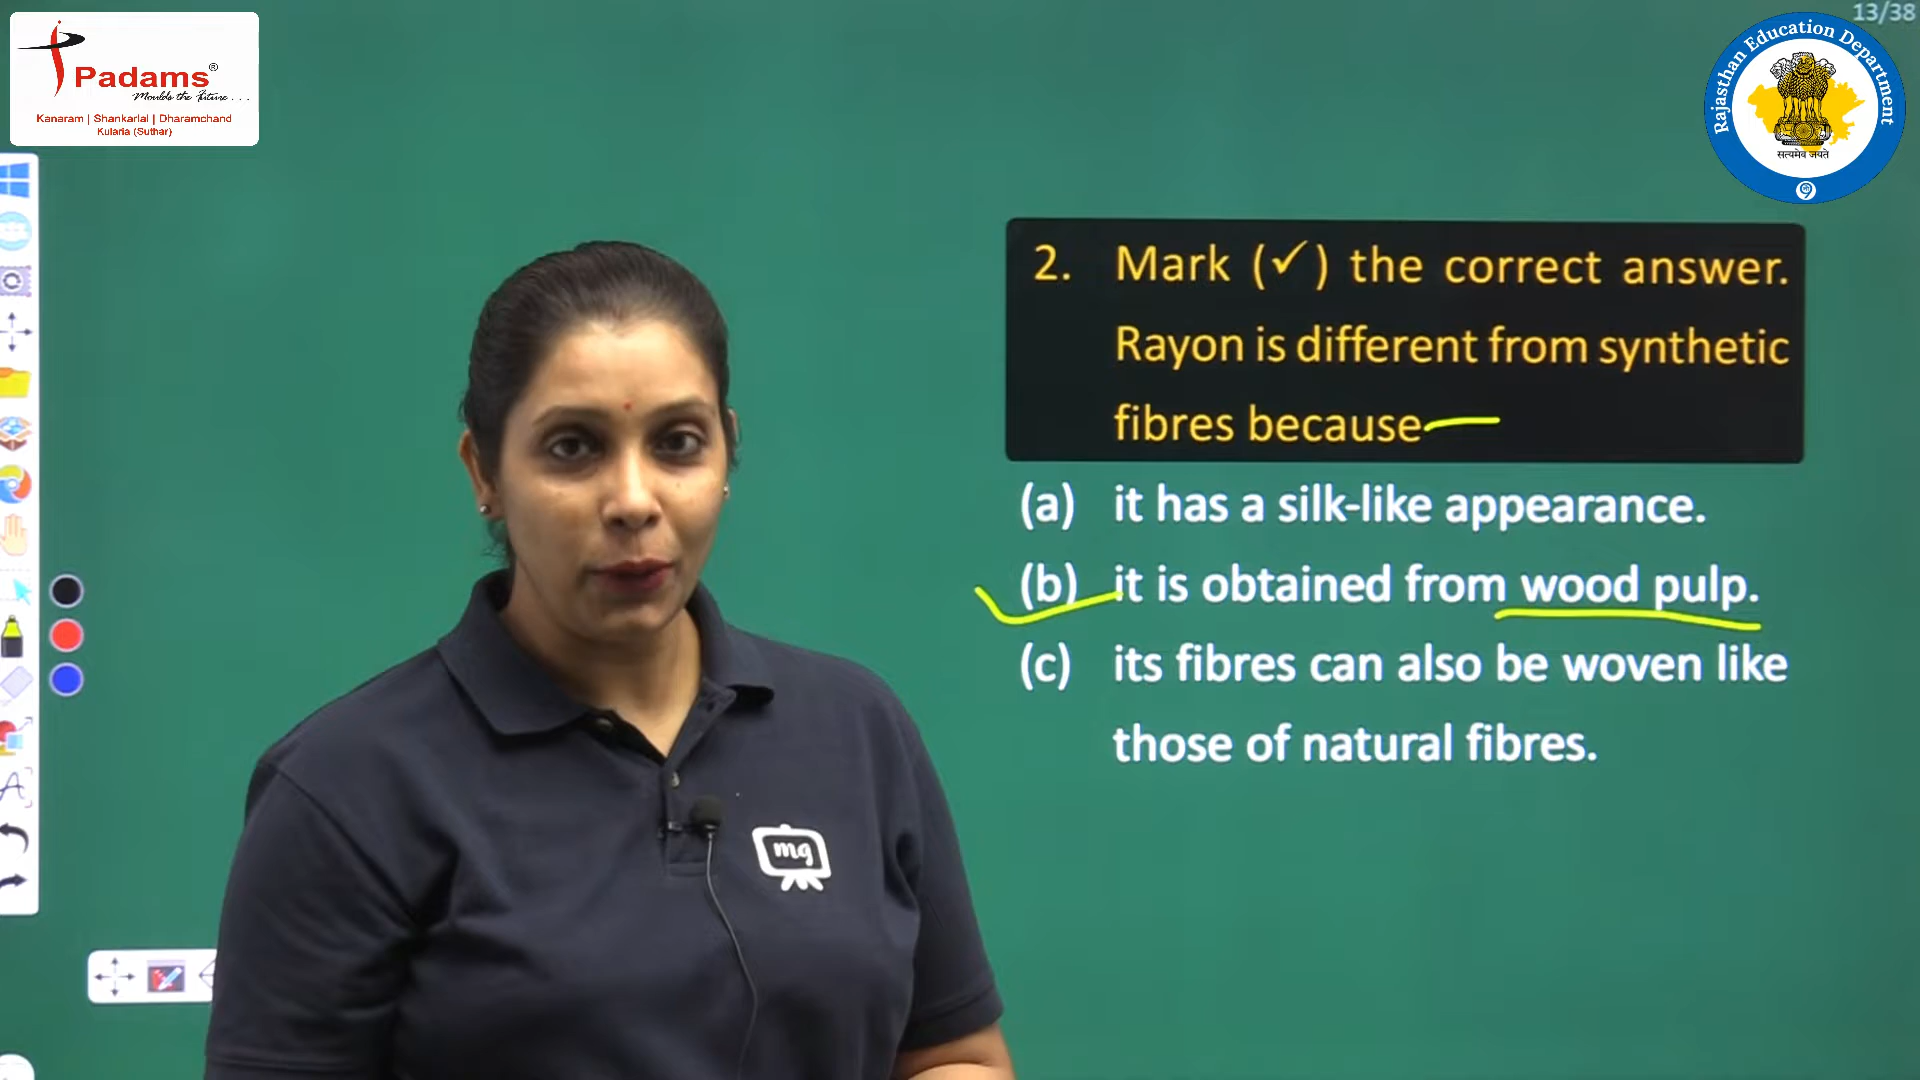 13/38
Padams®
Moulds the Future . . .
Kanaram | Shankarlal | Dharamchand
Kularia (Suthar)
Rajasthan Education Department
सत्यमेव जयते
2. Mark (✓) the correct answer.
Rayon is different from synthetic
fibres because
(a) it has a silk-like appearance.
(b) it is obtained from wood pulp.
(c) its fibres can also be woven like
those of natural fibres.
mg